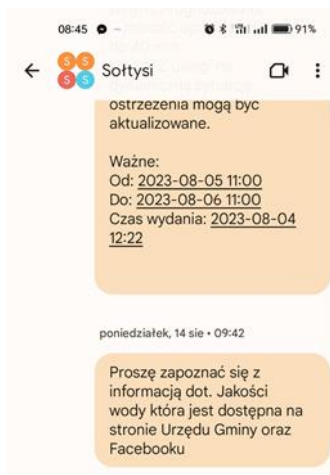 08:45
91%
Sołtysi
ostrzeżenia mogą być
aktualizowane.
Ważne:
Od: 2023-08-05 11:00
Do: 2023-08-06 11:00
Czas wydania: 2023-08-04
12:22
poniedziałek, 14 sie • 09:42
Proszę zapoznać się z
informacją dot. Jakości
wody która jest dostępna na
stronie Urzędu Gminy oraz
Facebooku